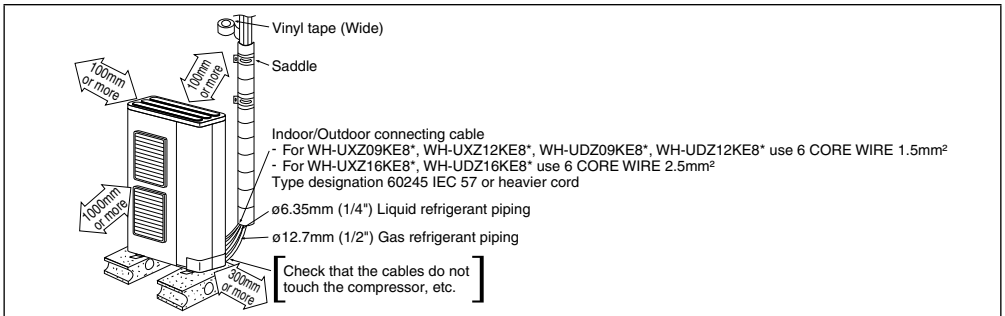 Vinyl tape (Wide)
Saddle
100mm
or more
100mm
or more
Indoor/Outdoor connecting cable
- For WH-UXZ09KE8*, WH-UXZ12KE8*, WH-UDZ09KE8*, WH-UDZ12KE8* use 6 CORE WIRE 1.5mm²
- For WH-UXZ16KE8*, WH-UDZ16KE8* use 6 CORE WIRE 2.5mm²
Type designation 60245 IEC 57 or heavier cord
1000mm
or more
ø6.35mm (1/4") Liquid refrigerant piping
ø12.7mm (1/2") Gas refrigerant piping
Check that the cables do not
touch the compressor, etc.
300mm
or more